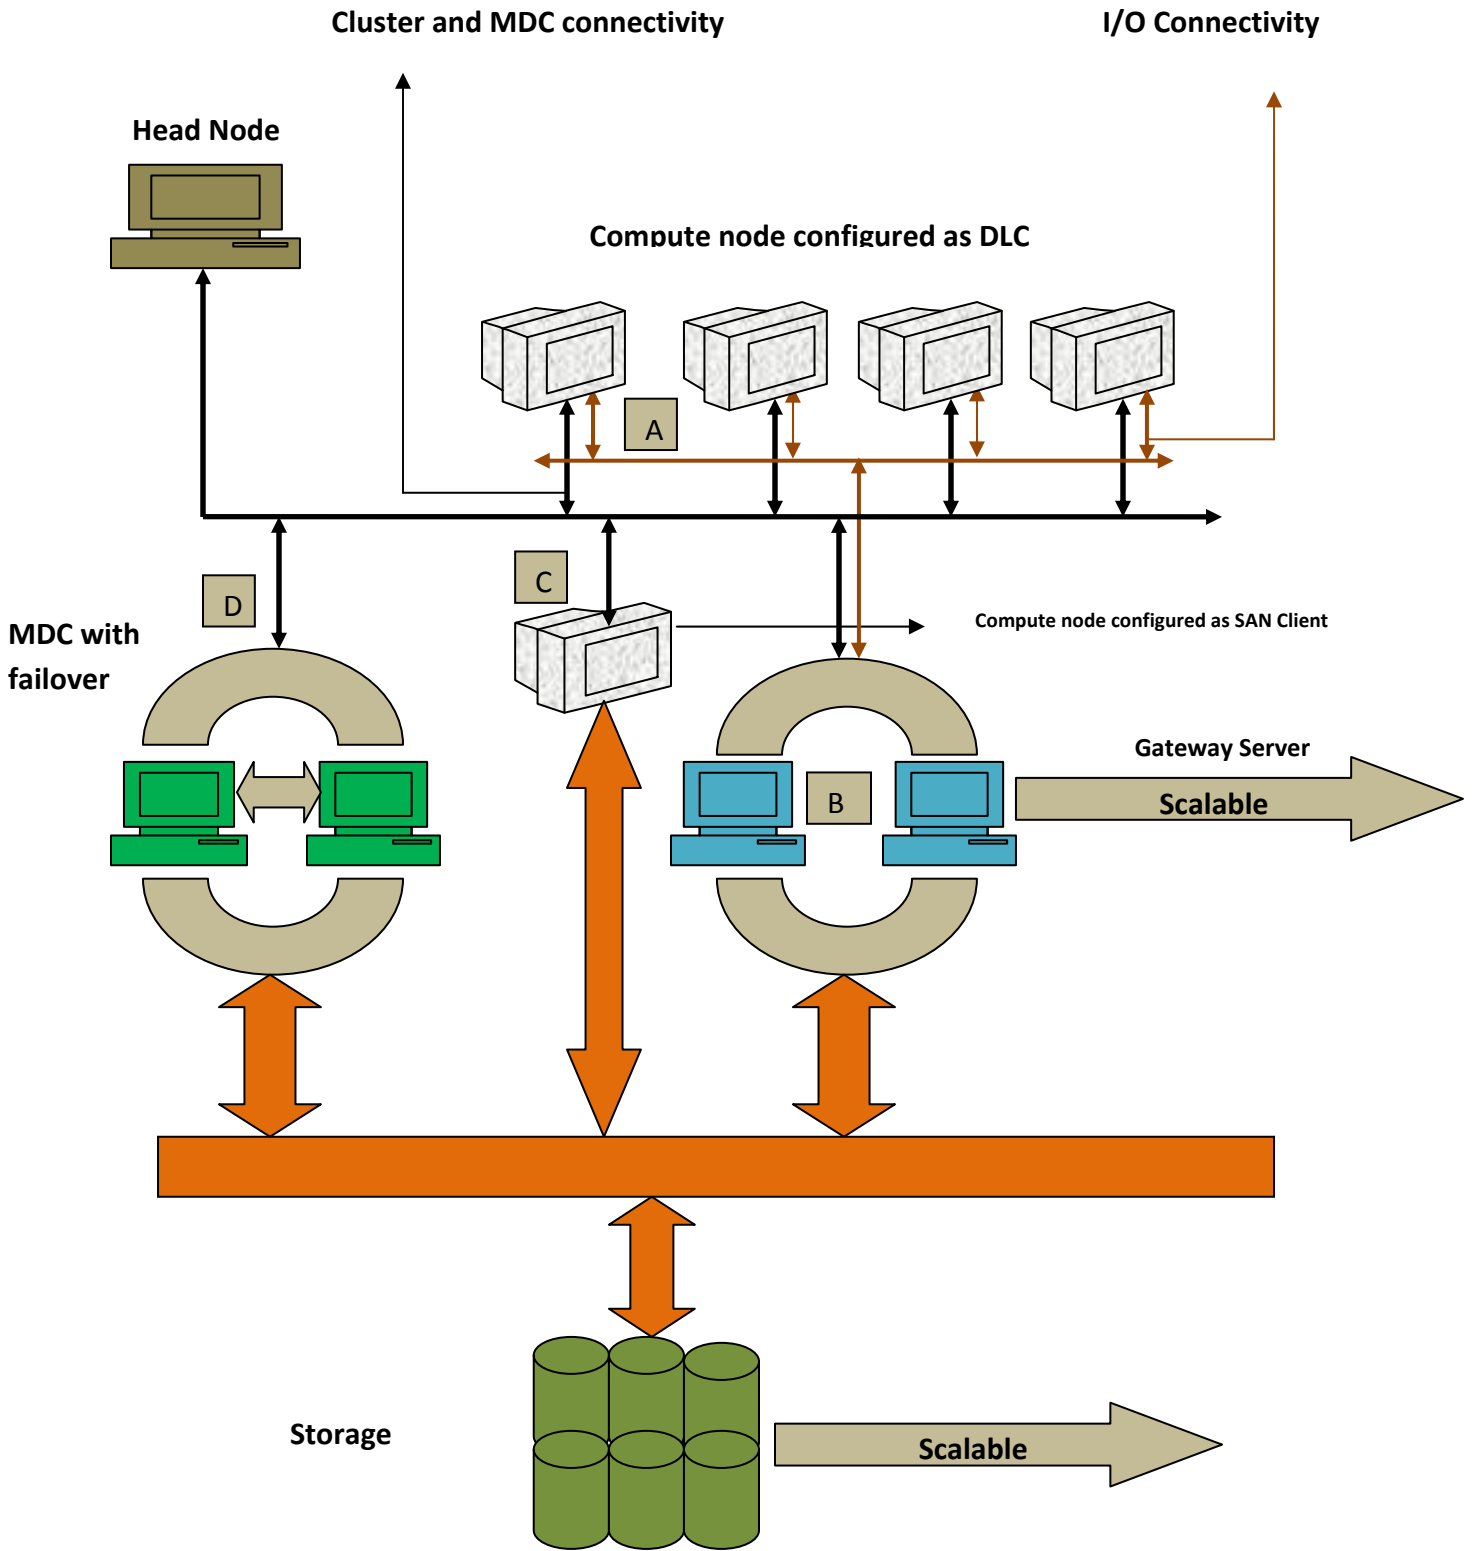 Cluster and MDC connectivity
I/O Connectivity
Head Node
Compute node configured as DLC
A
C
D
Compute node configured as SAN Client
MDC with
failover
Gateway Server
B
Scalable
Storage
Scalable